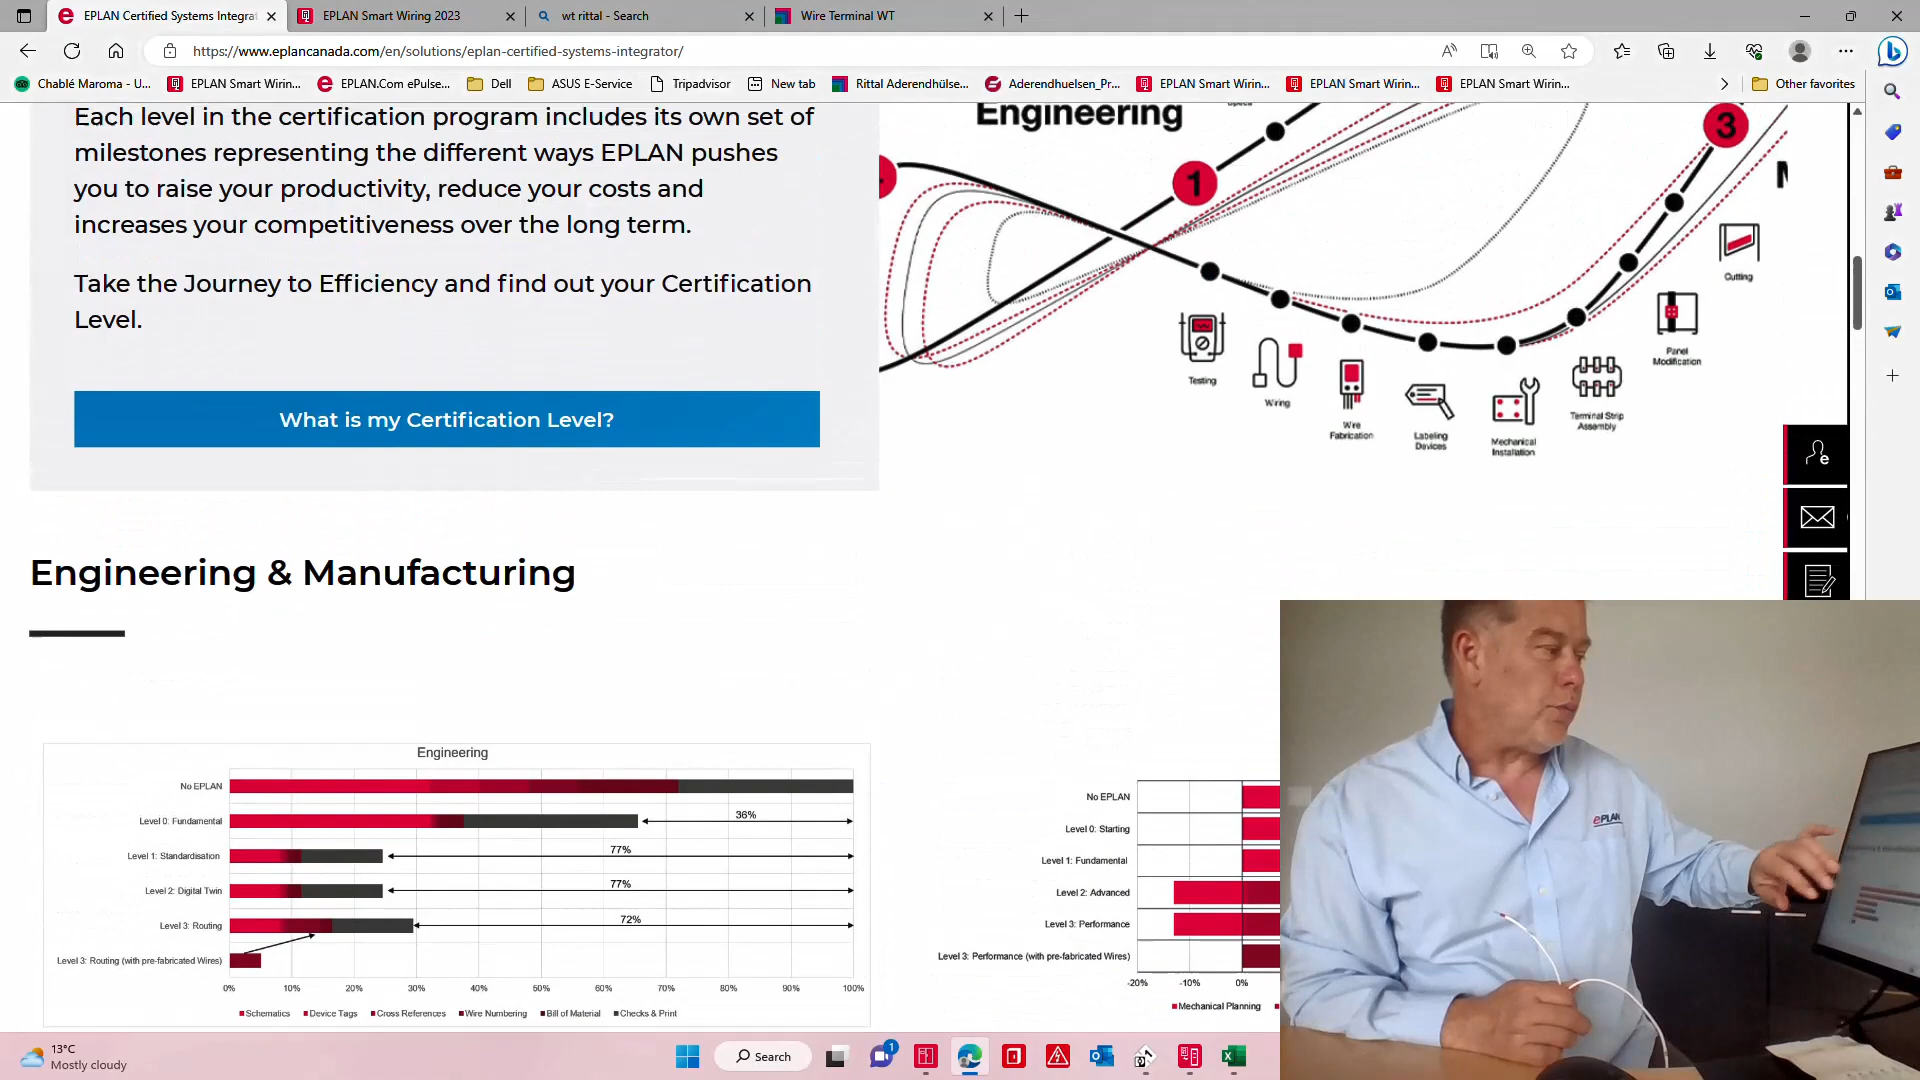 EPLAN Certified Systems Integrat
EPLAN Smart Wiring 2023
wt rittal - Search
Wire Terminal WT
https://www.eplancanada.com/en/solutions/eplan-certified-systems-integrator/
Chablé Maroma - U...
EPLAN Smart Wirin...
EPLAN.Com ePulse...
Dell
ASUS E-Service
Tripadvisor
New tab
Rittal Aderendhülse...
Aderendhuelsen_Pr...
EPLAN Smart Wirin...
EPLAN Smart Wirin...
EPLAN Smart Wirin...
Other favorites
Each level in the certification program includes its own set of
milestones representing the different ways EPLAN pushes
you to raise your productivity, reduce your costs and
increases your competitiveness over the long term.
Take the Journey to Efficiency and find out your Certification
Level.
What is my Certification Level?
Engineering
1
3
Cutting
Panel
Modification
Terminal Strip
Assembly
Mechanical
Installation
Labeling
Devices
Wire
Fabrication
Wiring
Testing
Engineering & Manufacturing
Engineering
No EPLAN
Level 0: Fundamental
36%
Level 1: Standardisation
77%
Level 2: Digital Twin
77%
Level 3: Routing
72%
Level 3: Routing (with pre-fabricated Wires)
0% 10% 20% 30% 40% 50% 60% 70% 80% 90% 100%
Schematics Device Tags Cross References Wire Numbering Bill of Material Checks & Print
No EPLAN
Level 0: Starting
Level 1: Fundamental
Level 2: Advanced
Level 3: Performance
Level 3: Performance (with pre-fabricated Wires)
-20% -10% 0%
Mechanical Planning
ePLAN
13°C
Mostly cloudy
Search
1